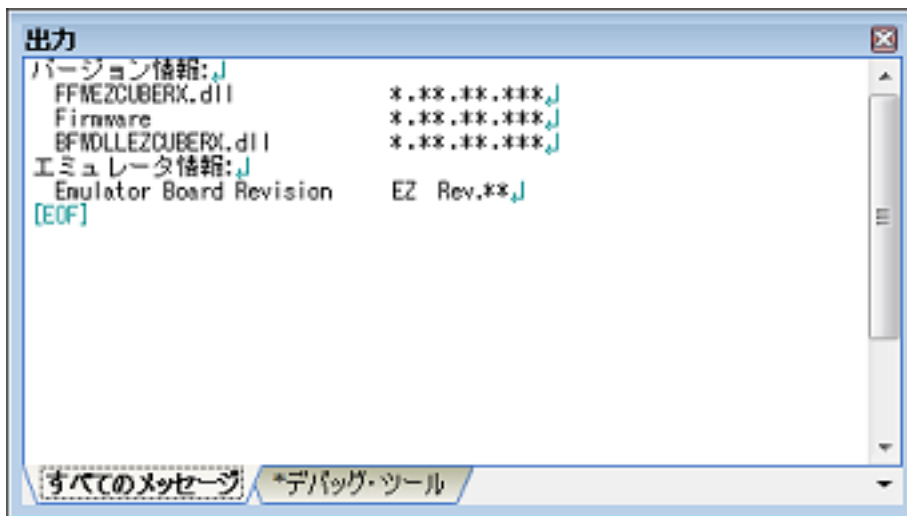 出力
バージョン情報:↲
FFWEZCUBERX.dll *.**.**.***↲
Firmware *.**.**.***↲
BFWDLLEZCUBERX.dll *.**.**.***↲
エミュレータ情報:↲
Emulator Board Revision EZ Rev.**↲
[EOF]
すべてのメッセージ
*デバッグ・ツール